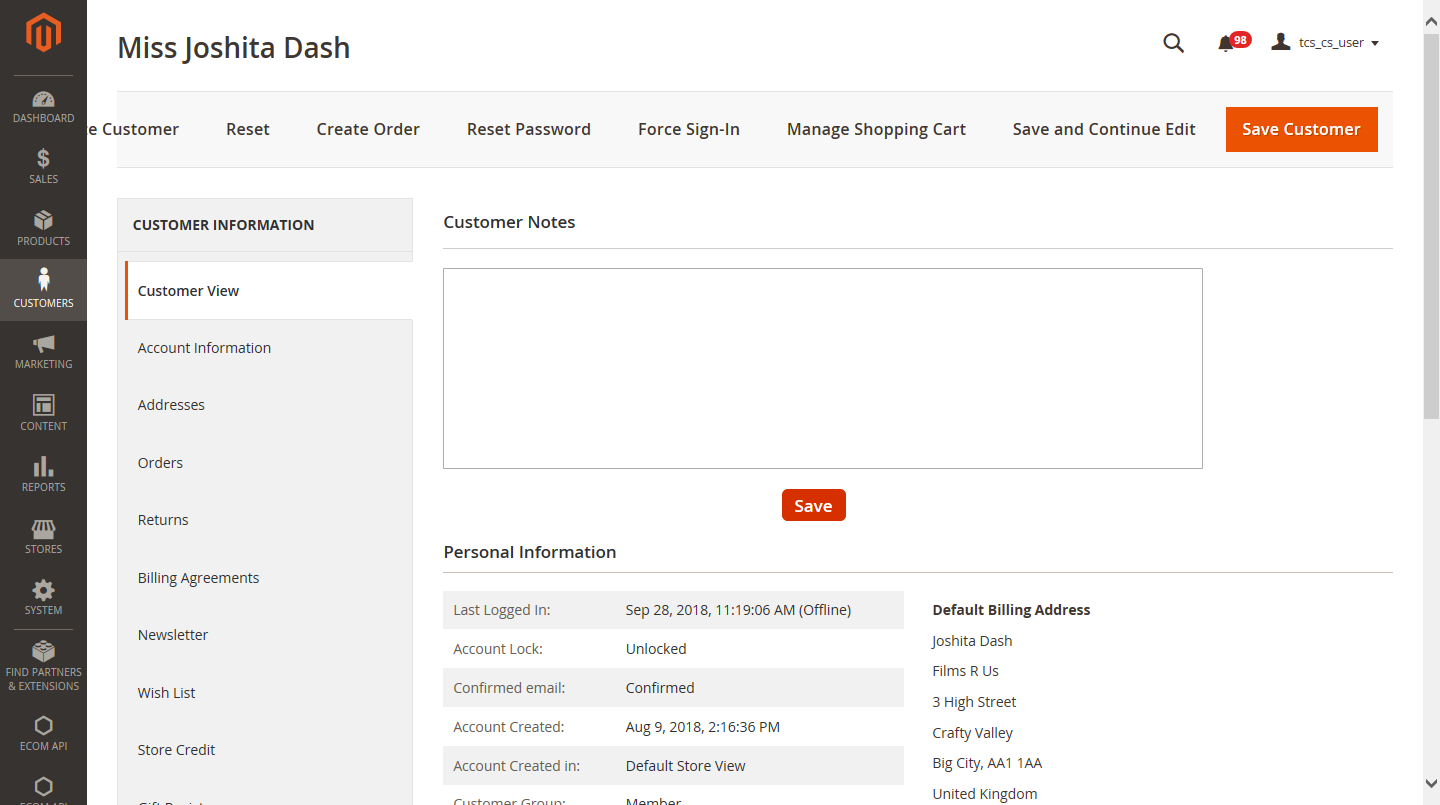 Miss Joshita Dash
98
tcs_cs_user
DASHBOARD
SALES
PRODUCTS
CUSTOMERS
MARKETING
CONTENT
REPORTS
STORES
SYSTEM
FIND PARTNERS
& EXTENSIONS
ECOM API
Customer
Reset
Create Order
Reset Password
Force Sign-In
Manage Shopping Cart
Save and Continue Edit
Save Customer
CUSTOMER INFORMATION
Customer View
Account Information
Addresses
Orders
Returns
Billing Agreements
Newsletter
Wish List
Store Credit
Customer Notes
Save
Personal Information
Last Logged In: Sep 28, 2018, 11:19:06 AM (Offline)
Account Lock: Unlocked
Confirmed email: Confirmed
Account Created: Aug 9, 2018, 2:16:36 PM
Account Created in: Default Store View
Customer Group: Member
Default Billing Address
Joshita Dash
Films R Us
3 High Street
Crafty Valley
Big City, AA1 1AA
United Kingdom